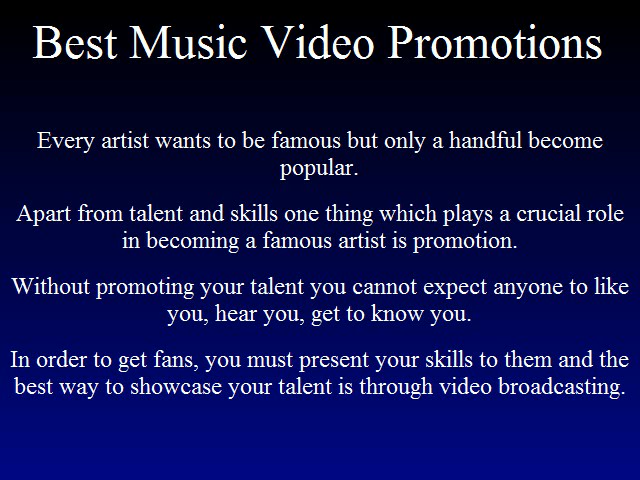 Best Music Video Promotions
Every artist wants to be famous but only a handful become
popular.
Apart from talent and skills one thing which plays a crucial role
in becoming a famous artist is promotion.
Without promoting your talent you cannot expect anyone to like
you, hear you, get to know you.
In order to get fans, you must present your skills to them and the
best way to showcase your talent is through video broadcasting.